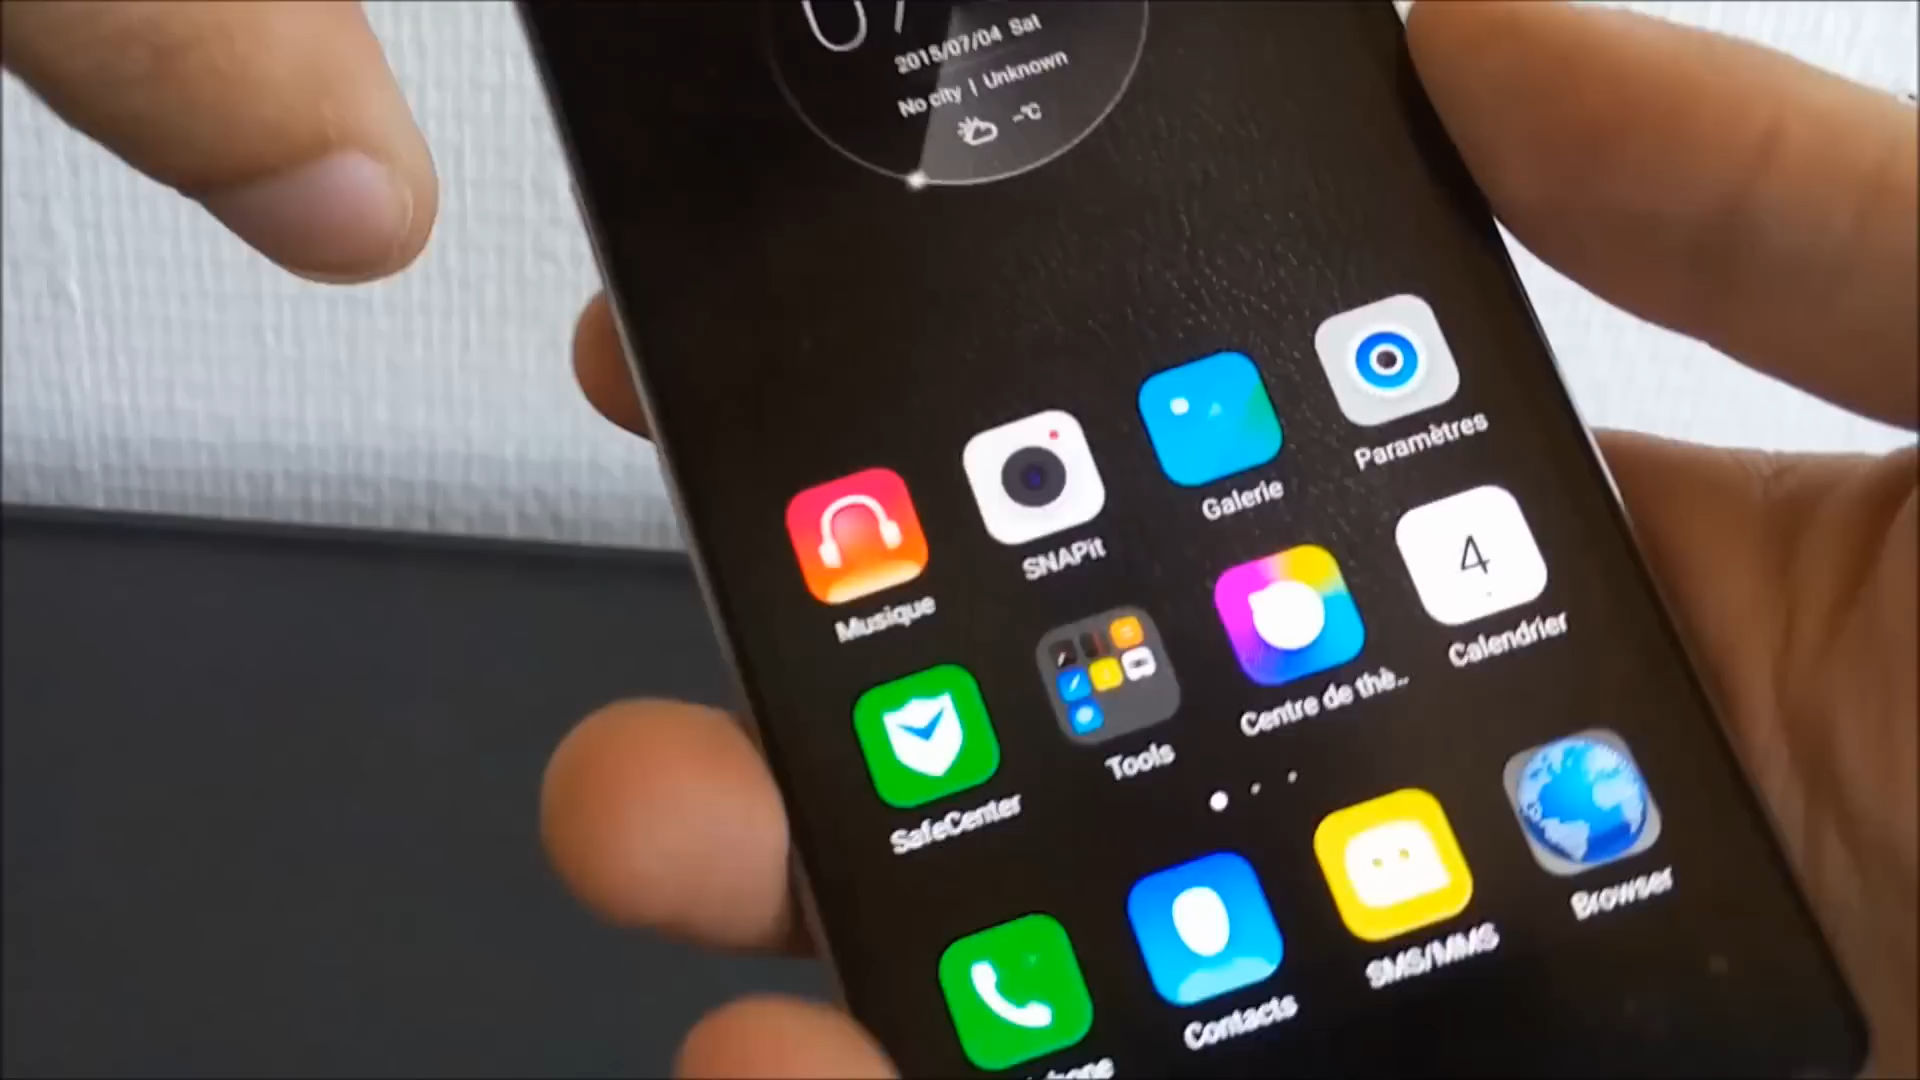 2015/07/04 Sat
No city | Unknown
-°C
Musique
SNAPit
Galerie
Paramètres
SafeCenter
Tools
Centre de thè...
4
Calendrier
Contacts
SMS/MMS
Browser